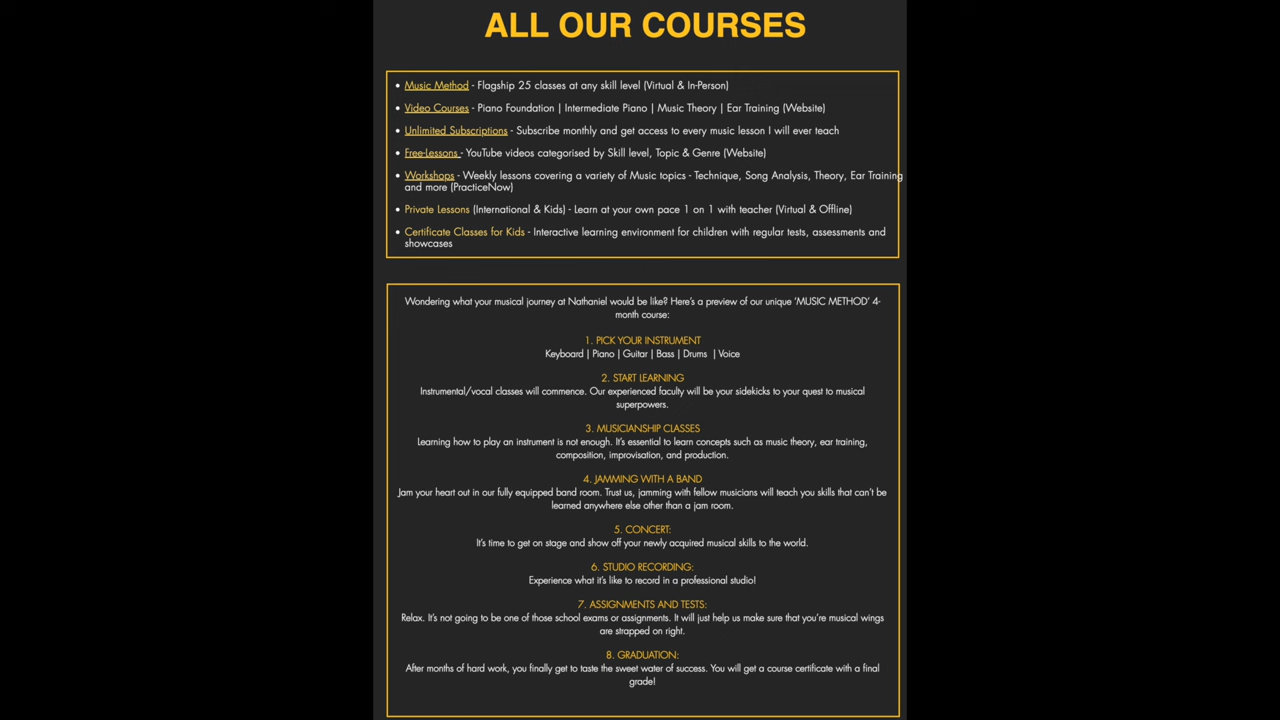 ALL OUR COURSES
• Music Method - Flagship 25 classes at any skill level (Virtual & In-Person)
• Video Courses - Piano Foundation | Intermediate Piano | Music Theory | Ear Training (Website)
• Unlimited Subscriptions - Subscribe monthly and get access to every music lesson I will ever teach
• Free-Lessons - YouTube videos categorised by Skill level, Topic & Genre (Website)
• Workshops - Weekly lessons covering a variety of Music topics - Technique, Song Analysis, Theory, Ear Training
and more (PracticeNow)
• Private Lessons (International & Kids) - Learn at your own pace 1 on 1 with teacher (Virtual & Offline)
• Certificate Classes for Kids - Interactive learning environment for children with regular tests, assessments and
showcases
Wondering what your musical journey at Nathaniel would be like? Here's a preview of our unique 'MUSIC METHOD' 4-
month course:
1. PICK YOUR INSTRUMENT
Keyboard | Piano | Guitar | Bass | Drums | Voice
2. START LEARNING
Instrumental/vocal classes will commence. Our experienced faculty will be your sidekicks to your quest to musical
superpowers.
3. MUSICIANSHIP CLASSES
Learning how to play an instrument is not enough. It's essential to learn concepts such as music theory, ear training,
composition, improvisation, and production.
4. JAMMING WITH A BAND
Jam your heart out in our fully equipped band room. Trust us, jamming with fellow musicians will teach you skills that can't be
learned anywhere else other than a jam room.
5. CONCERT:
It's time to get on stage and show off your newly acquired musical skills to the world.
6. STUDIO RECORDING:
Experience what it's like to record in a professional studio!
7. ASSIGNMENTS AND TESTS:
Relax. It's not going to be one of those school exams or assignments. It will just help us make sure that you're musical wings
are strapped on right.
8. GRADUATION:
After months of hard work, you finally get to taste the sweet water of success. You will get a course certificate with a final
grade!